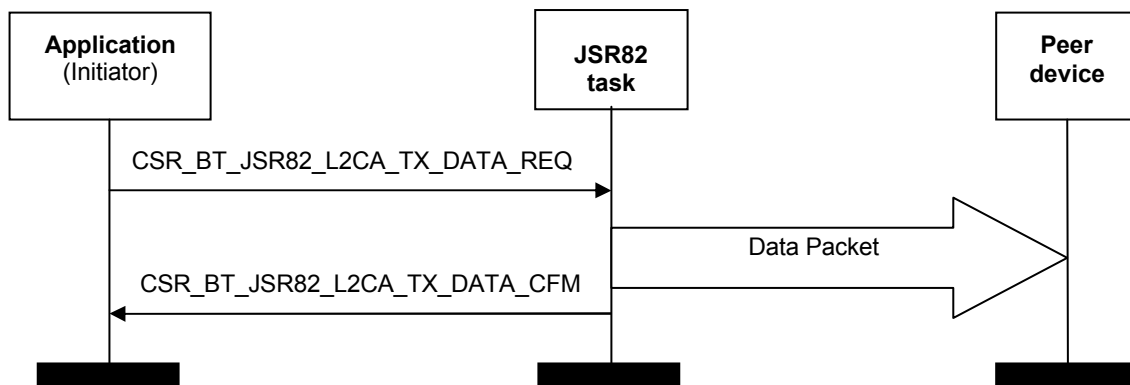 Application
(Initiator)
JSR82
task
Peer
device
CSR_BT_JSR82_L2CA_TX_DATA_REQ
Data Packet
CSR_BT_JSR82_L2CA_TX_DATA_CFM